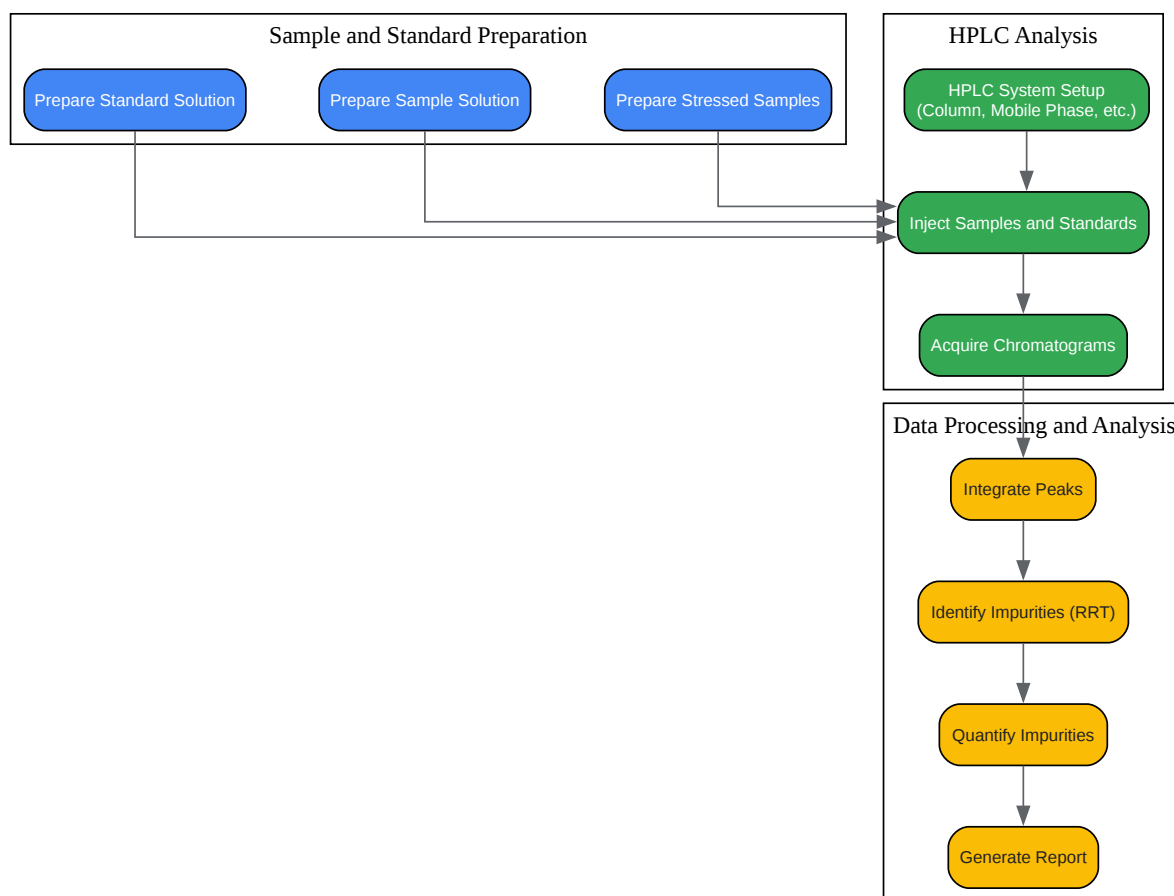 Sample and Standard Preparation
Prepare Standard Solution
Prepare Sample Solution
Prepare Stressed Samples
HPLC Analysis
HPLC System Setup
(Column, Mobile Phase, etc.)
Inject Samples and Standards
Acquire Chromatograms
Data Processing and Analysis
Integrate Peaks
Identify Impurities (RRT)
Quantify Impurities
Generate Report